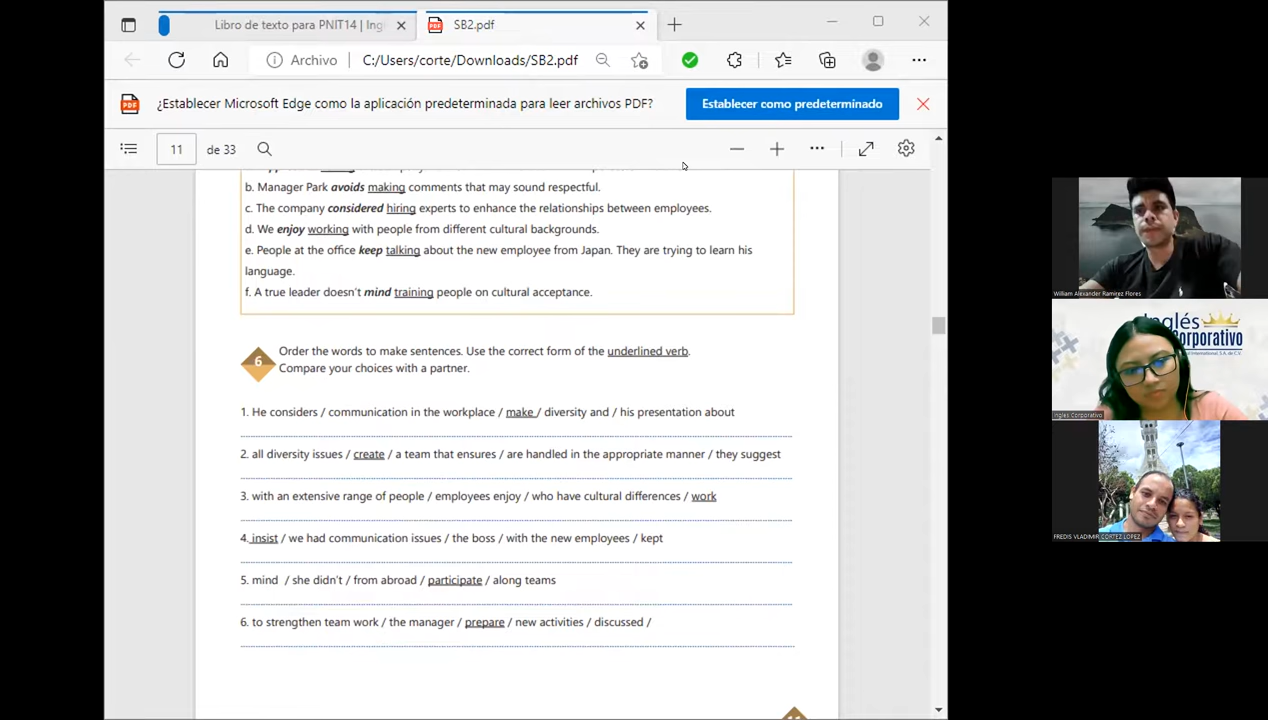 Libro de texto para PNIT14 | Ingl
SB2.pdf
Archivo
C:/Users/corte/Downloads/SB2.pdf
¿Establecer Microsoft Edge como la aplicación predeterminada para leer archivos PDF?
Establecer como predeterminado
11
de 33
b. Manager Park avoids making comments that may sound respectful.
c. The company considered hiring experts to enhance the relationships between employees.
d. We enjoy working with people from different cultural backgrounds.
e. People at the office keep talking about the new employee from Japan. They are trying to learn his
language.
f. A true leader doesn't mind training people on cultural acceptance.
6
Order the words to make sentences. Use the correct form of the underlined verb.
Compare your choices with a partner.
1. He considers / communication in the workplace / make / diversity and / his presentation about
2. all diversity issues / create / a team that ensures / are handled in the appropriate manner / they suggest
3. with an extensive range of people / employees enjoy / who have cultural differences / work
4. insist / we had communication issues / the boss / with the new employees / kept
5. mind / she didn't / from abroad / participate / along teams
6. to strengthen team work / the manager / prepare / new activities / discussed /
William Alexander Ramirez Flores
Inglés
Corporativo
International, S.A. de C.V.
Inglés Corporativo
FREDIS VLADIMIR CORTEZ LOPEZ